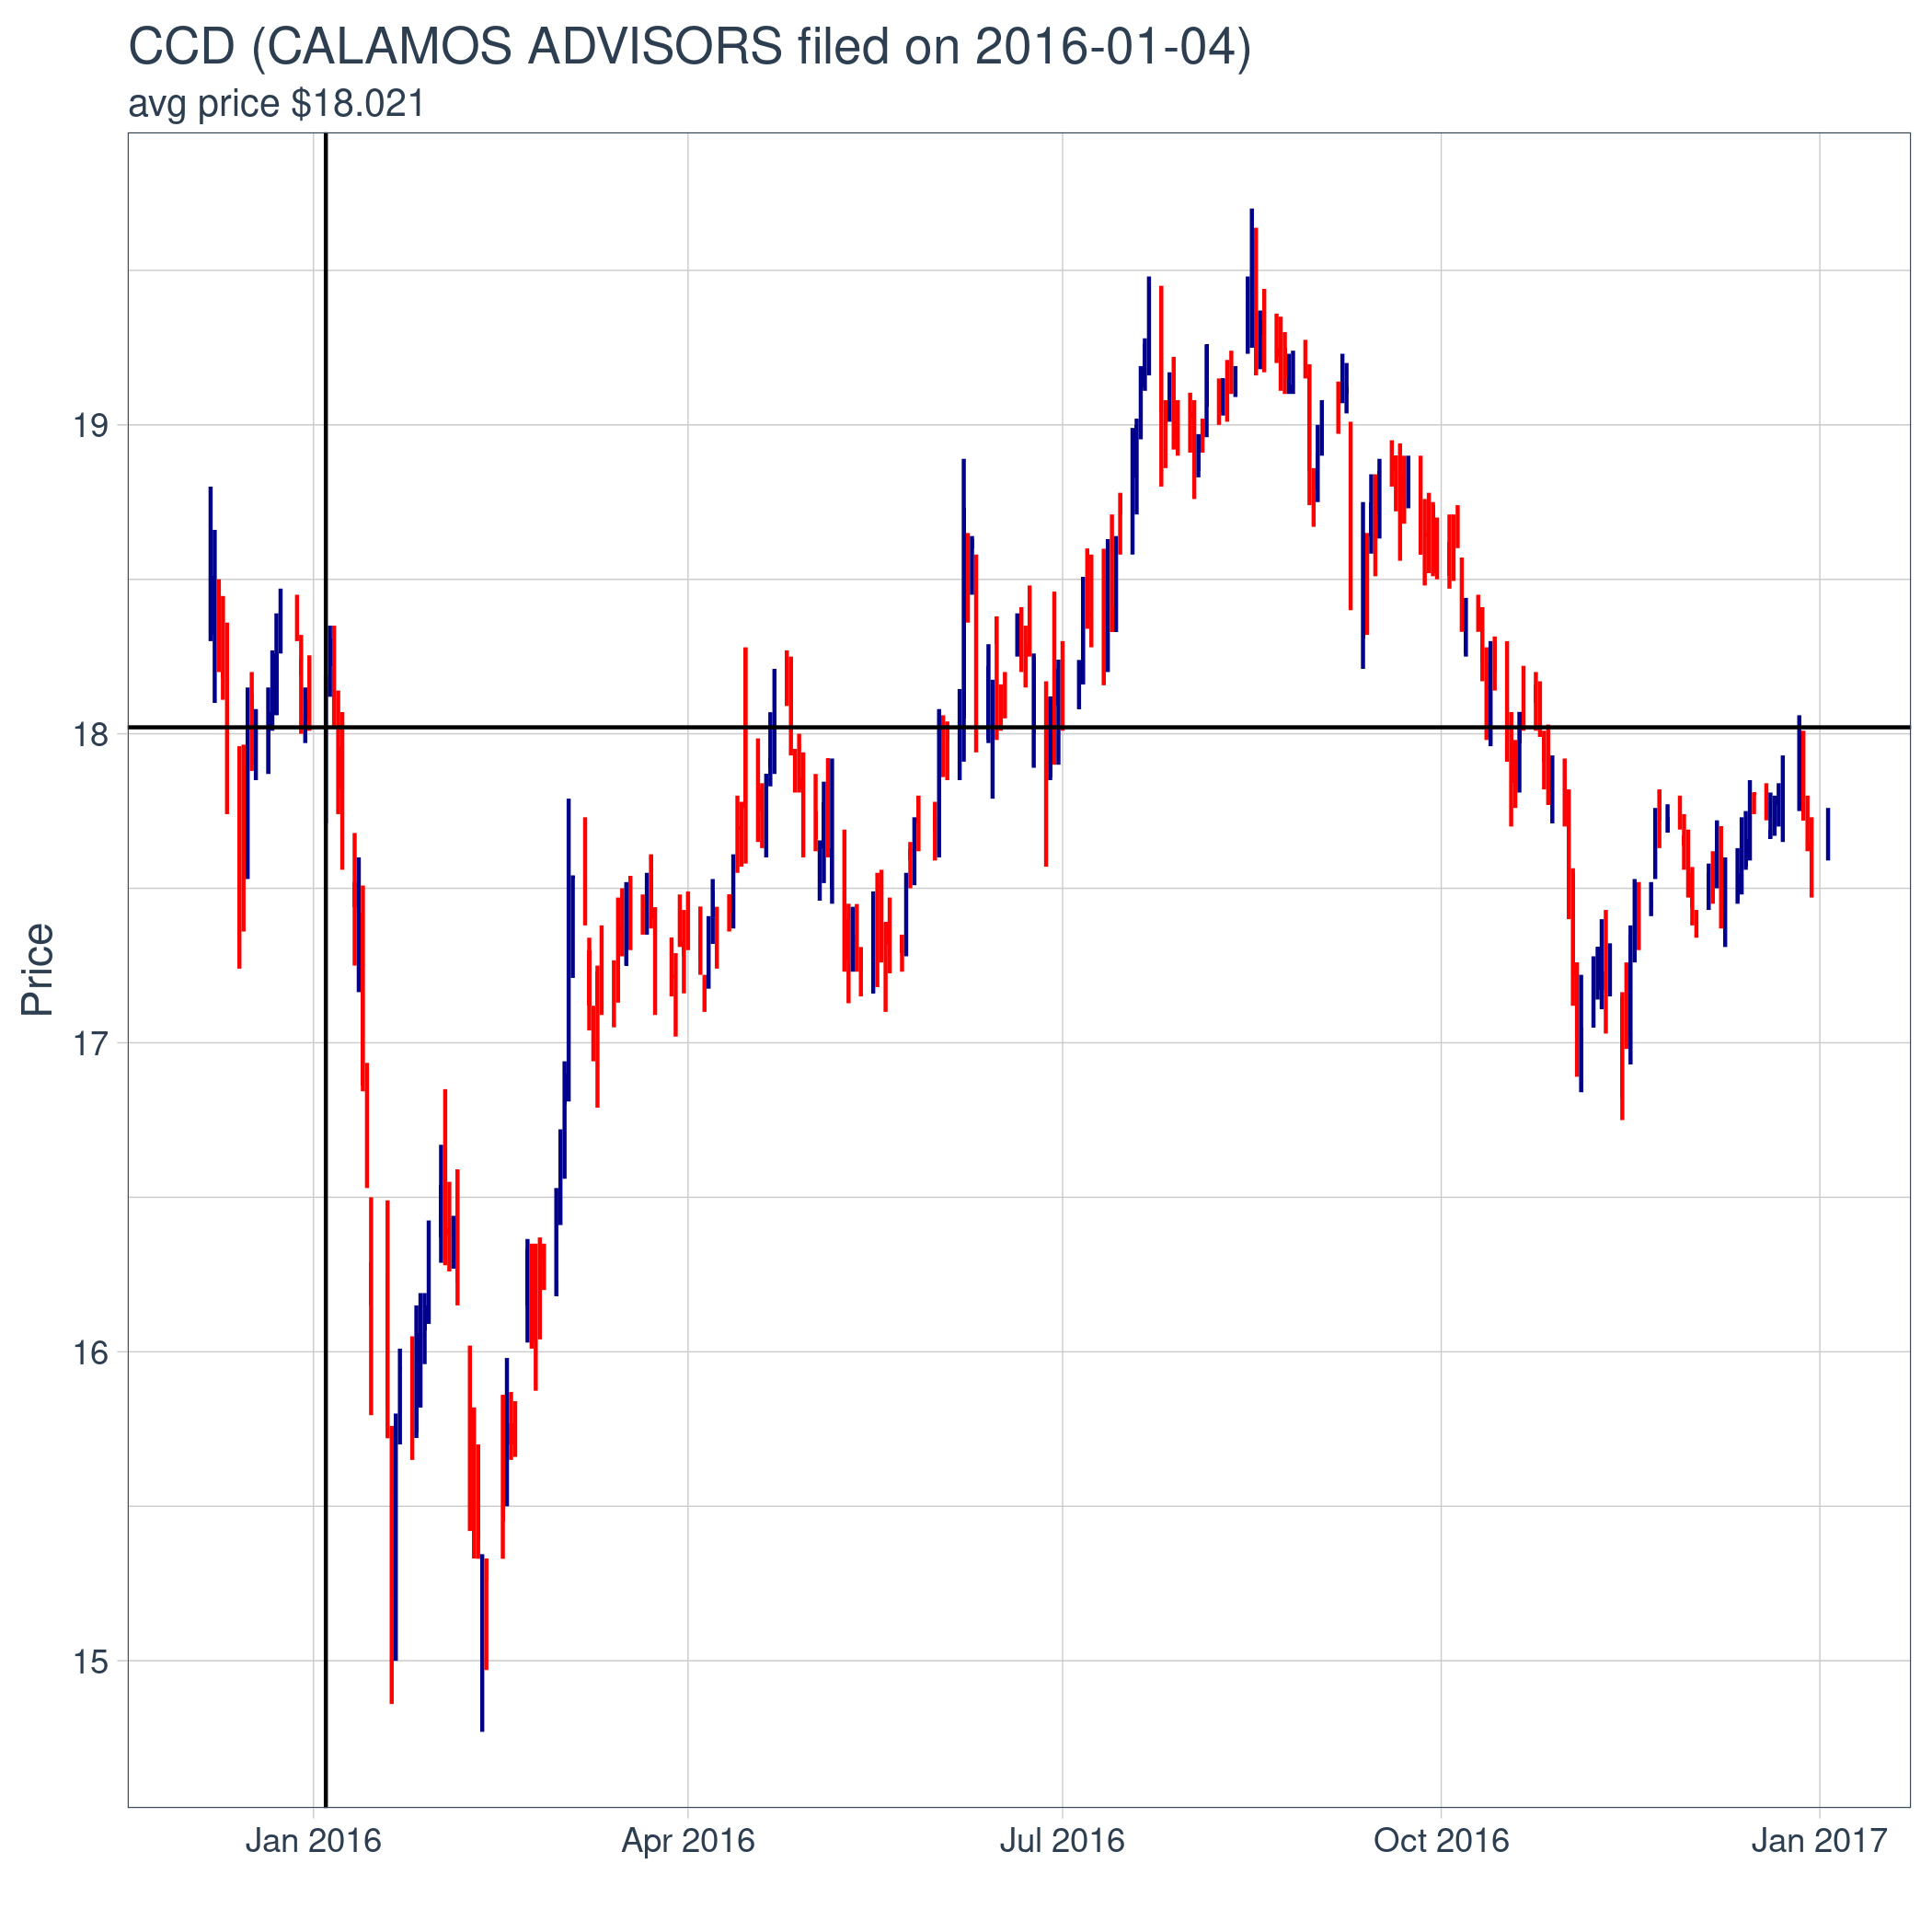 CCD (CALAMOS ADVISORS filed on 2016-01-04)
avg price $18.021
Price
19
18
17
16
15
Jan 2016
Apr 2016
Jul 2016
Oct 2016
Jan 2017